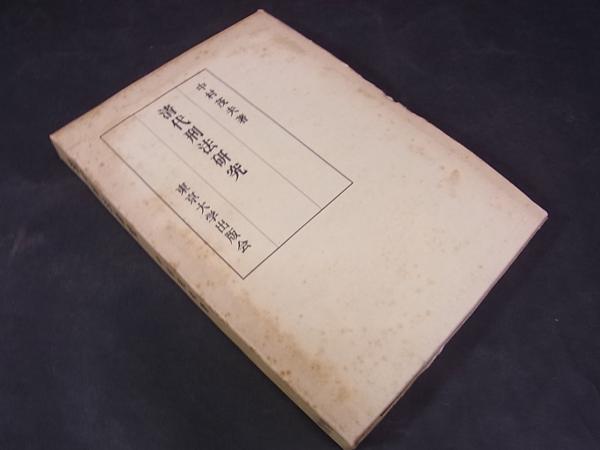 中村茂夫著
清代刑法研究
東京大学出版会